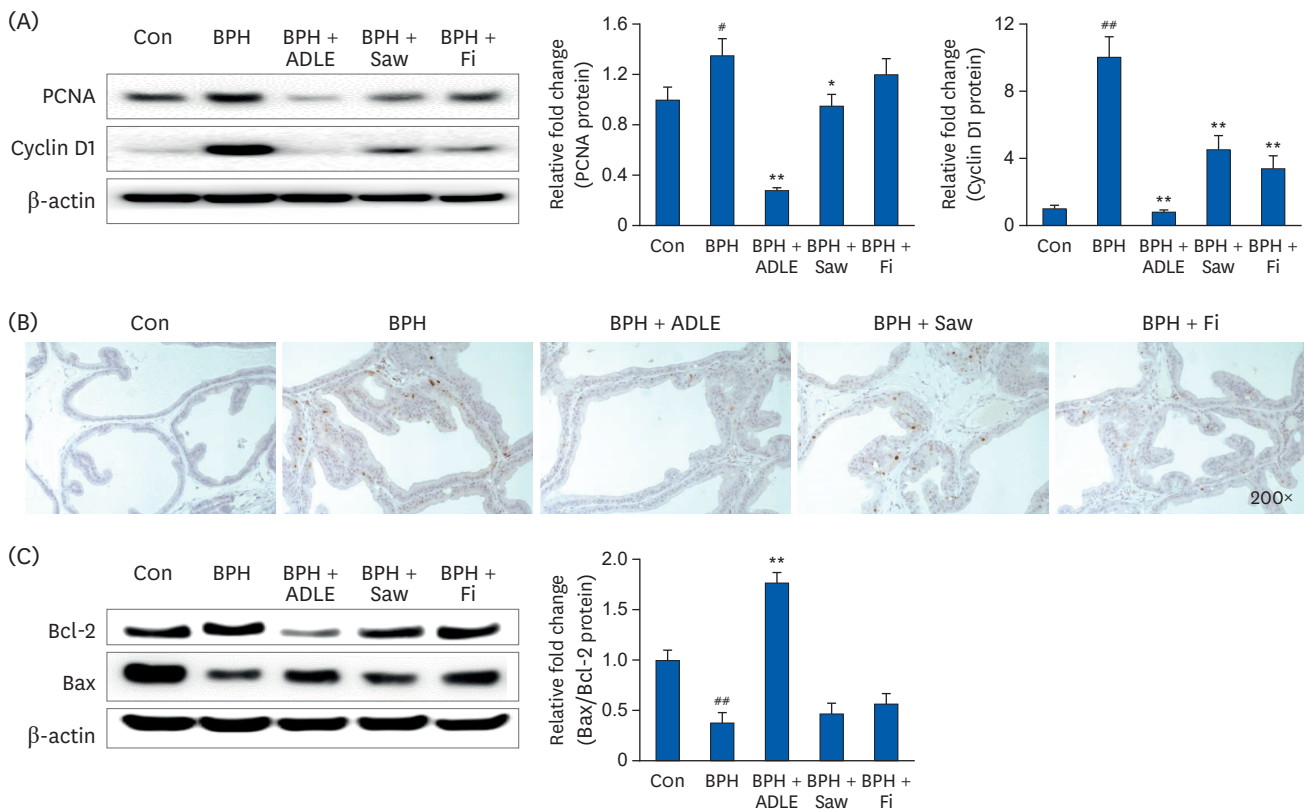 (A)
Con BPH BPH + BPH + BPH +
ADLE Saw Fi
PCNA
Cyclin D1
β-actin
Relative fold change
(PCNA protein)
1.6
1.2
0.8
0.4
0
#
**
*
Con BPH BPH + BPH + BPH +
ADLE Saw Fi
Relative fold change
(Cyclin D1 protein)
12
8
4
0
##
**
**
**
Con BPH BPH + BPH + BPH +
ADLE Saw Fi
(B)
Con BPH BPH + ADLE BPH + Saw BPH + Fi
200×
(C)
Con BPH BPH + BPH + BPH +
ADLE Saw Fi
Bcl-2
Bax
β-actin
Relative fold change
(Bax/Bcl-2 protein)
2.0
1.5
1.0
0.5
0
##
**
Con BPH BPH + BPH + BPH +
ADLE Saw Fi